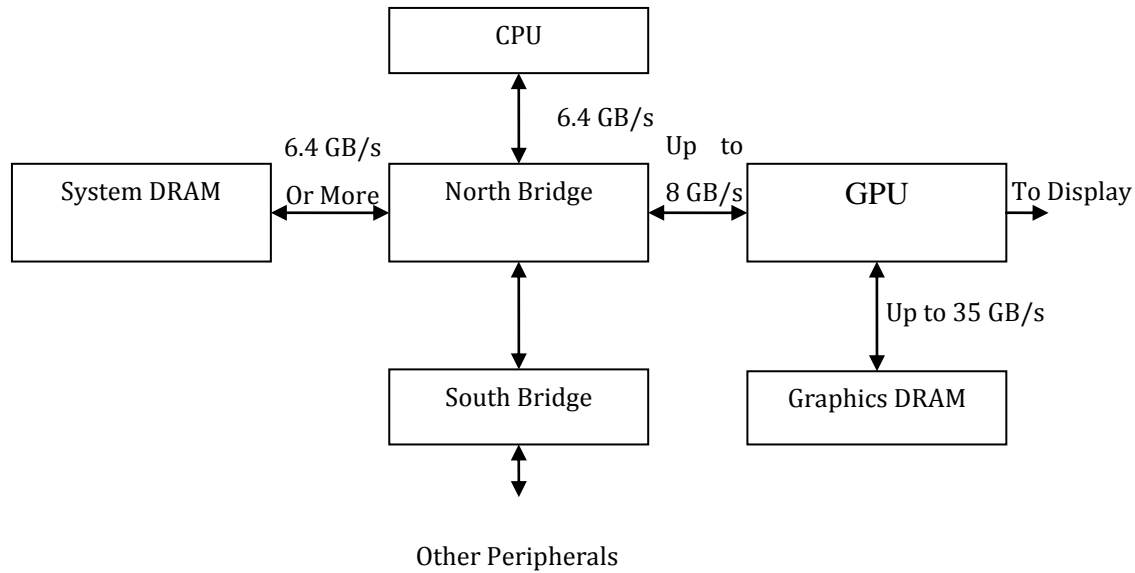 CPU
6.4 GB/s
6.4 GB/s
Or More
Up to
8 GB/s
System DRAM
North Bridge
GPU
To Display
Up to 35 GB/s
South Bridge
Graphics DRAM
Other Peripherals